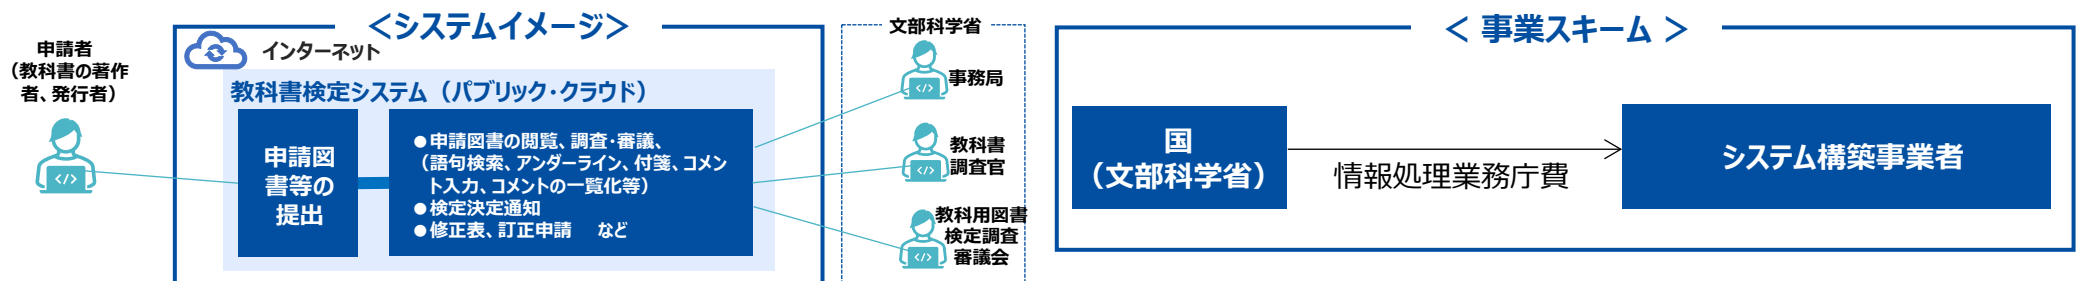 申請者
（教科書の著作
者、発行者）
＜システムイメージ＞
インターネット
教科書検定システム（パブリック・クラウド）
申請図
書等の
提出
●申請図書の閲覧、調査・審議、
（語句検索、アンダーライン、付箋、コメン
ト入力、コメントの一覧化等）
●検定決定通知
●修正表、訂正申請　など
文部科学省
</>
事務局
</>
教科書
調査官
</>
教科用図書
検定調査
審議会
</>
＜ 事業スキーム ＞
国
（文部科学省）
情報処理業務庁費
システム構築事業者